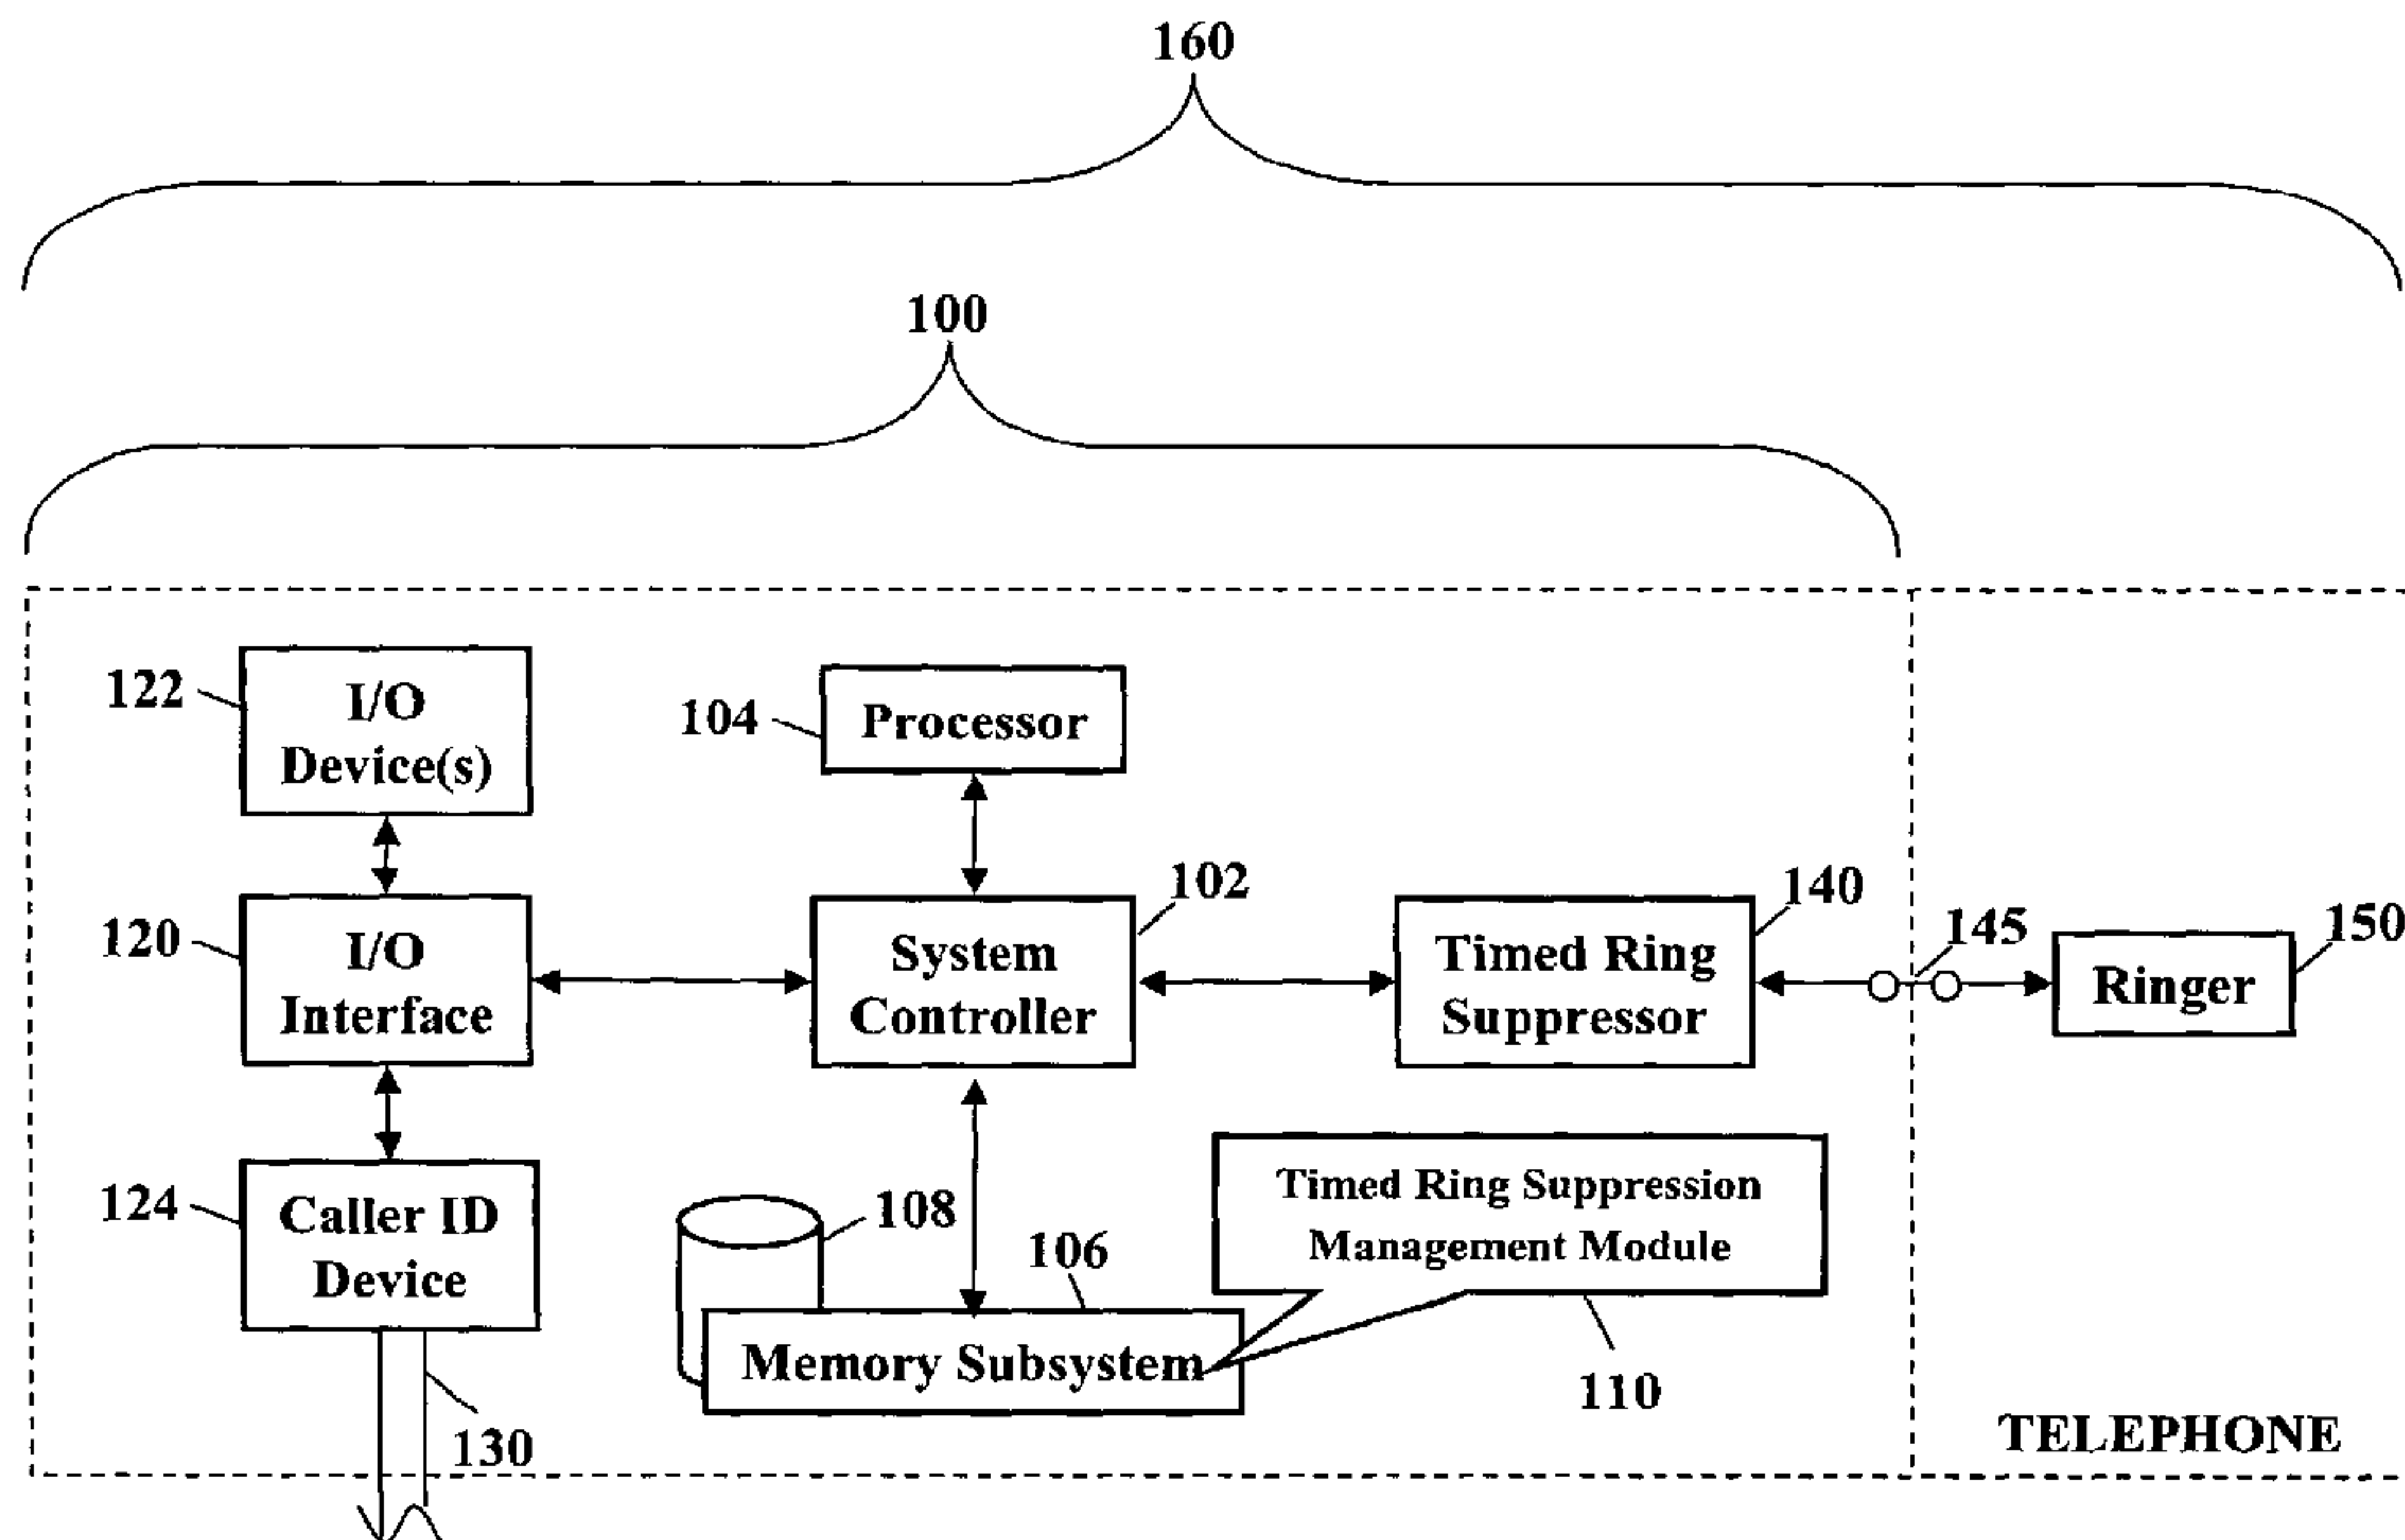 160
100
122
I/O
Device(s)
104
Processor
120
I/O
Interface
102
System
Controller
140
Timed Ring
Suppressor
145
150
Ringer
124
Caller ID
Device
108
106
Memory Subsystem
Timed Ring Suppression
Management Module
110
130
TELEPHONE